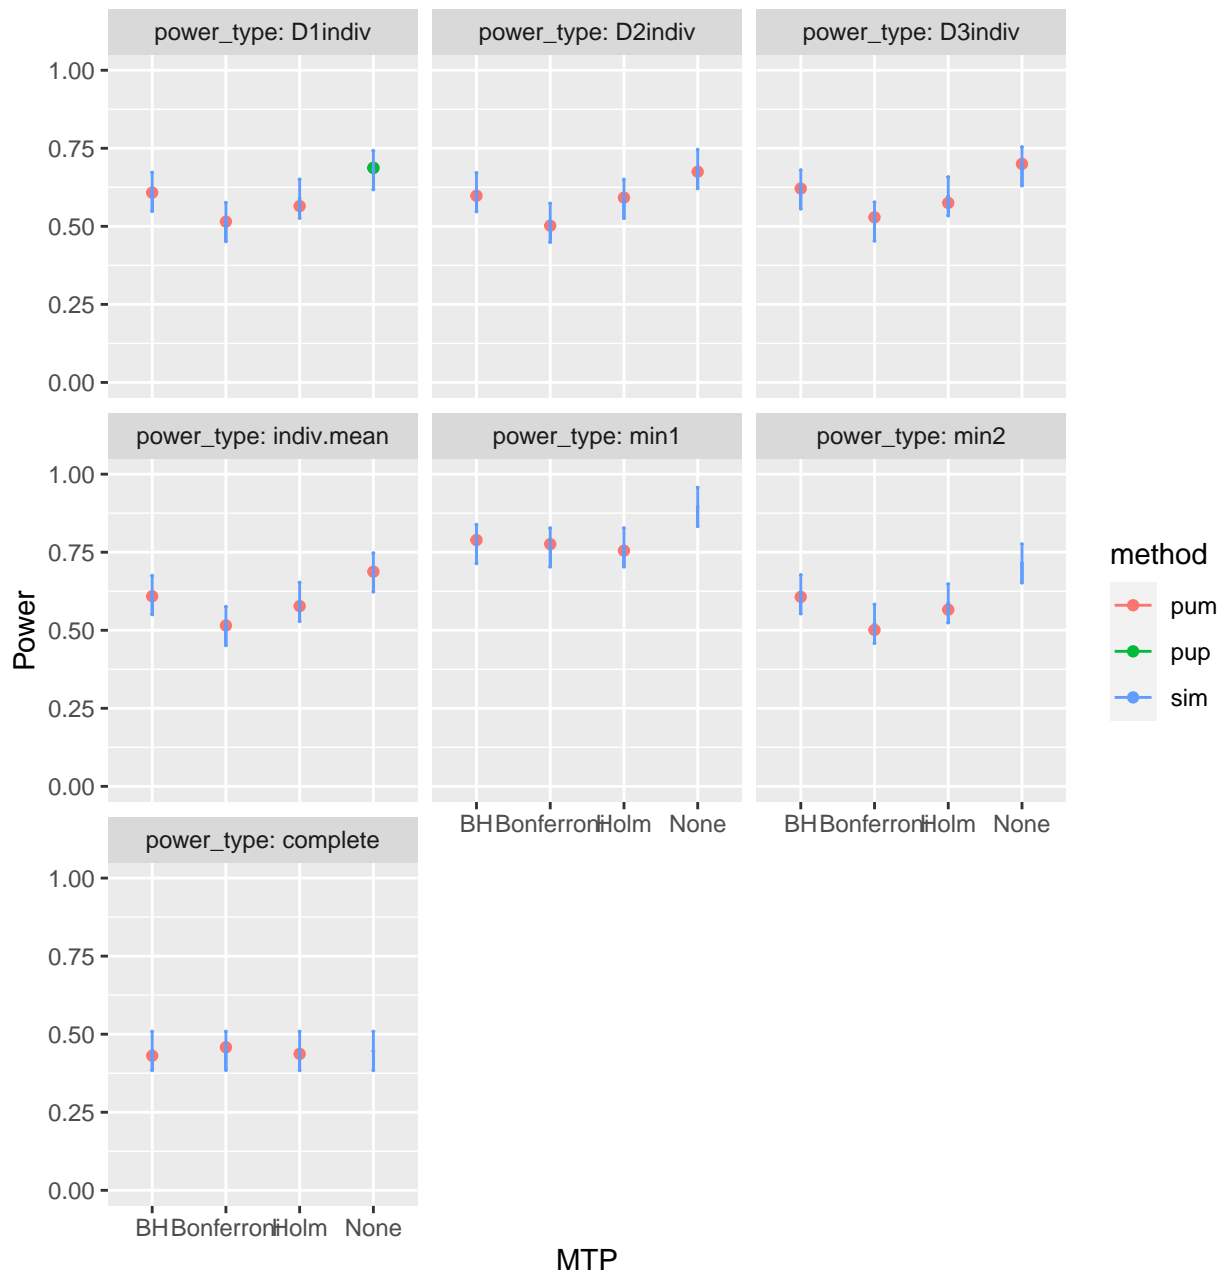 power_type: D1indiv
power_type: D2indiv
power_type: D3indiv
1.00
0.75
0.50
0.25
0.00
power_type: indiv.mean
power_type: min1
power_type: min2
1.00
0.75
0.50
0.25
0.00
BH Bonferroni Holm None
BH Bonferroni Holm None
power_type: complete
1.00
0.75
0.50
0.25
0.00
BH Bonferroni Holm None
MTP
Power
method
pum
pup
sim